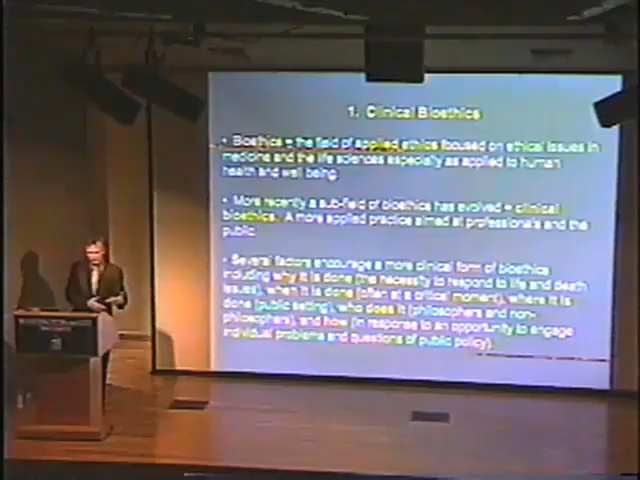 1. Clinical Bioethics
• Bioethics = the field of applied ethics focused on ethical issues in
medicine and the life sciences especially as applied to human
health and well being.
• More recently a sub-field of bioethics has evolved = clinical
bioethics. A more applied practice aimed at professionals and the
public.
• Several factors encourage a more clinical form of bioethics
including why it is done (the necessity to respond to life and death
issues), when it is done (often at a critical moment), where it is
done (public setting), who does it (philosophers and non-
philosophers), and how (in response to an opportunity to engage
individual problems and questions of public policy).